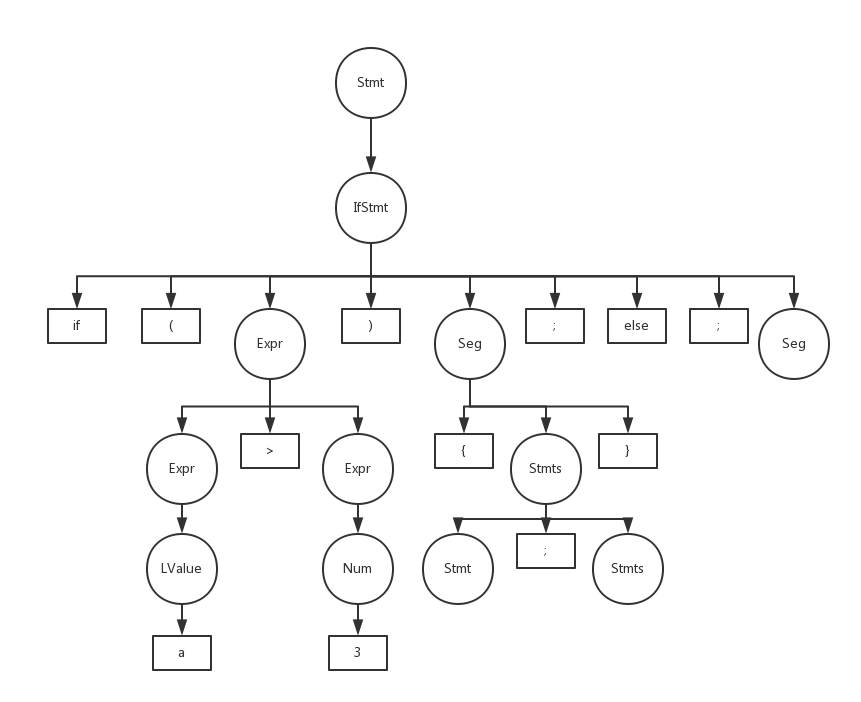 Stmt
IfStmt
if ( Expr ) Seg ; else ; Seg
Expr > Expr { Stmts }
LValue Num Stmt ; Stmts
a 3